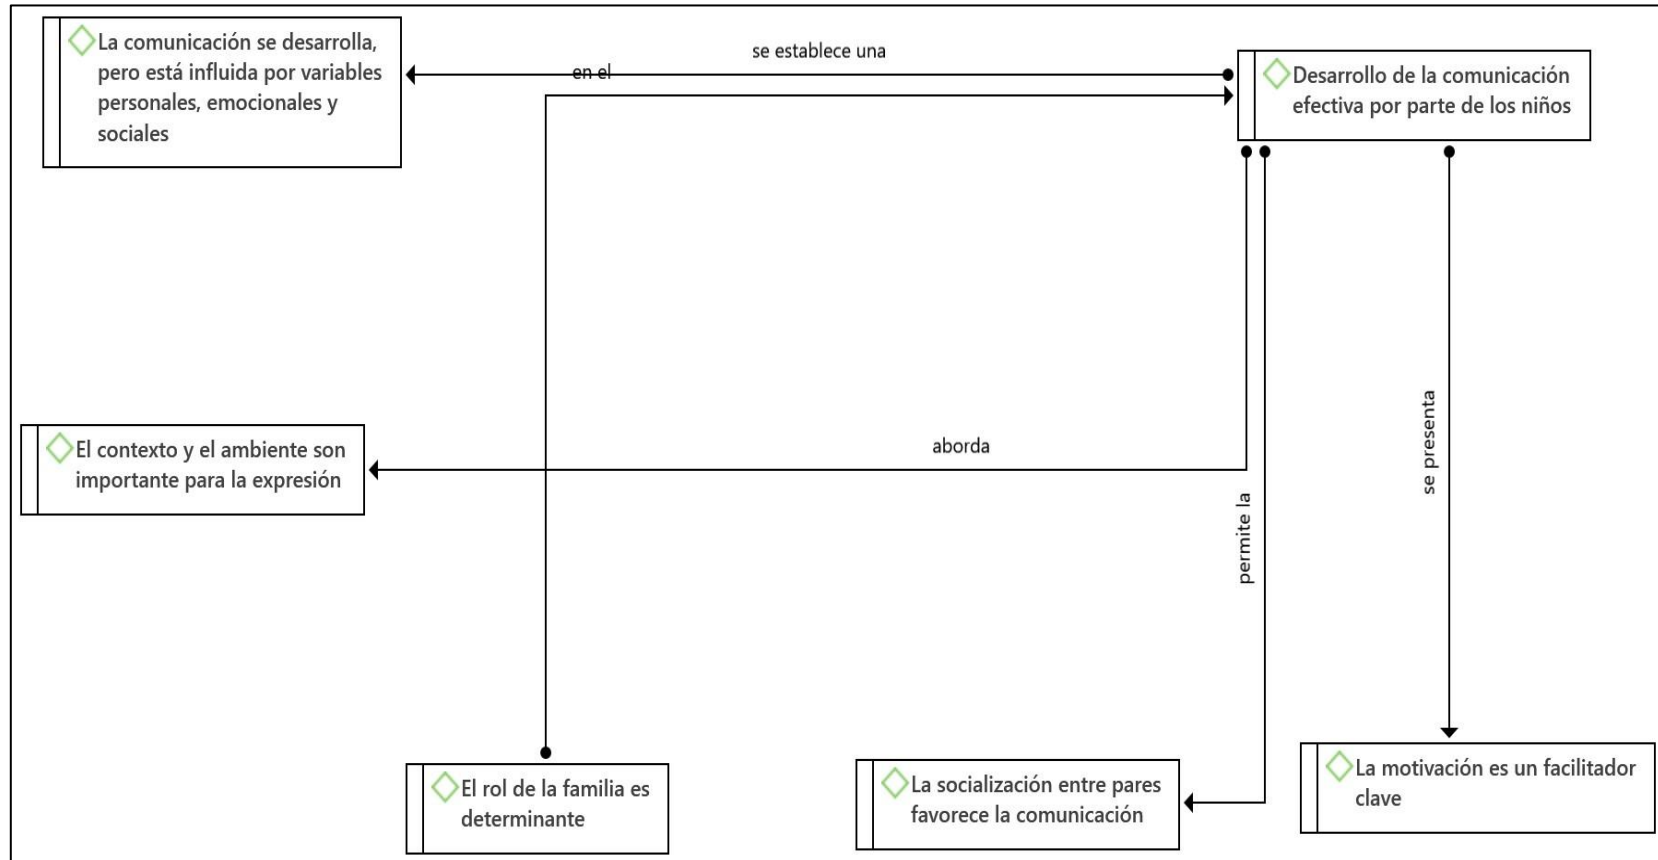 La comunicación se desarrolla,
pero está influida por variables
personales, emocionales y
sociales
se establece una
en el
Desarrollo de la comunicación
efectiva por parte de los niños
El contexto y el ambiente son
importante para la expresión
aborda
permite la
se presenta
El rol de la familia es
determinante
La socialización entre pares
favorece la comunicación
La motivación es un facilitador
clave